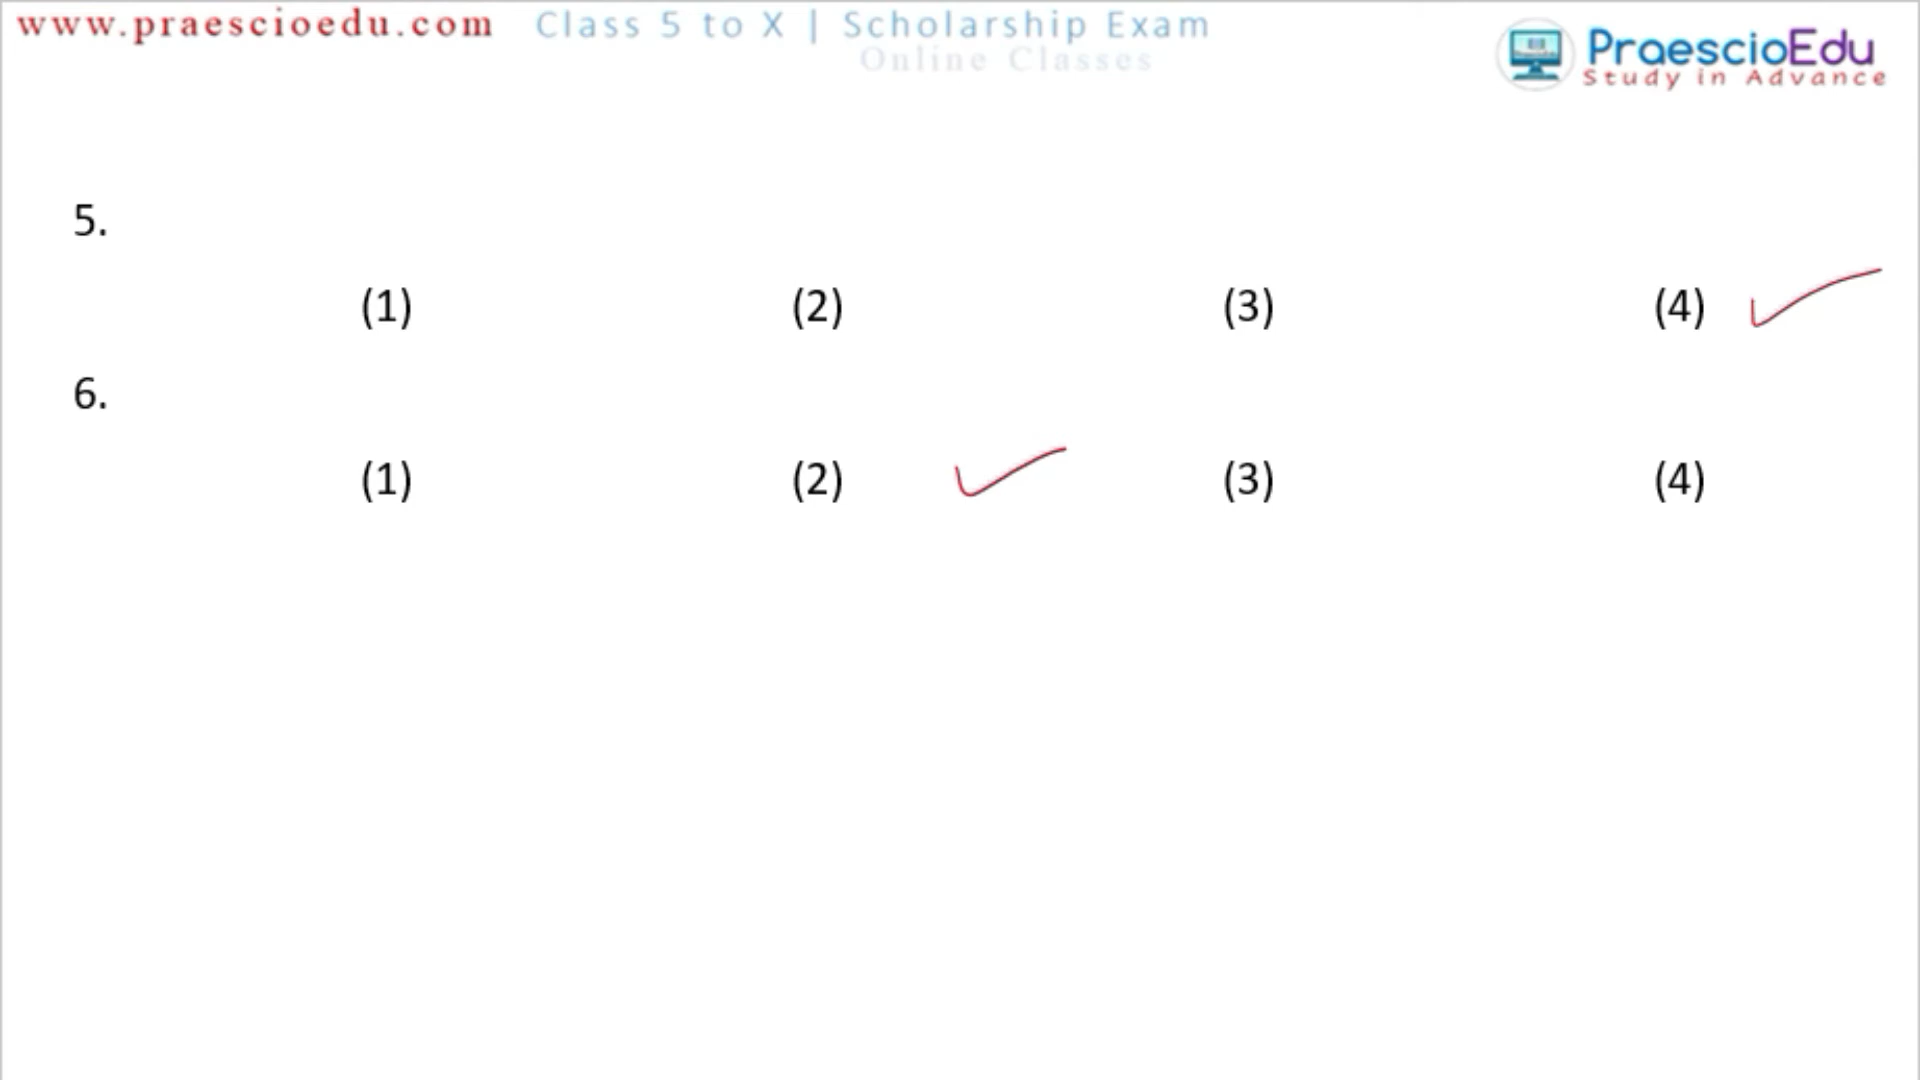 www.praescioedu.com Class 5 to X | Scholarship Exam
Online Classes
PraescioEdu
Study in Advance
5.
(1) (2) (3) (4)
6.
(1) (2) (3) (4)